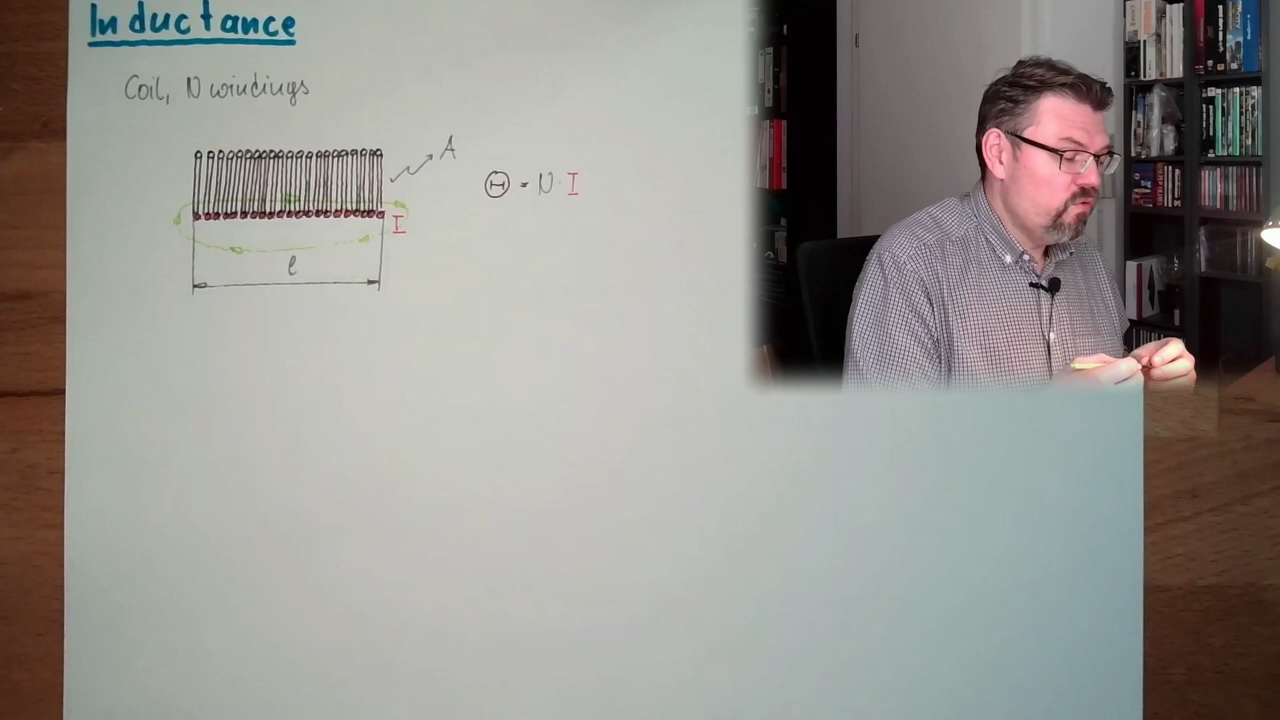 Inductance
Coil, N windings
A
Θ = N · I
I
l